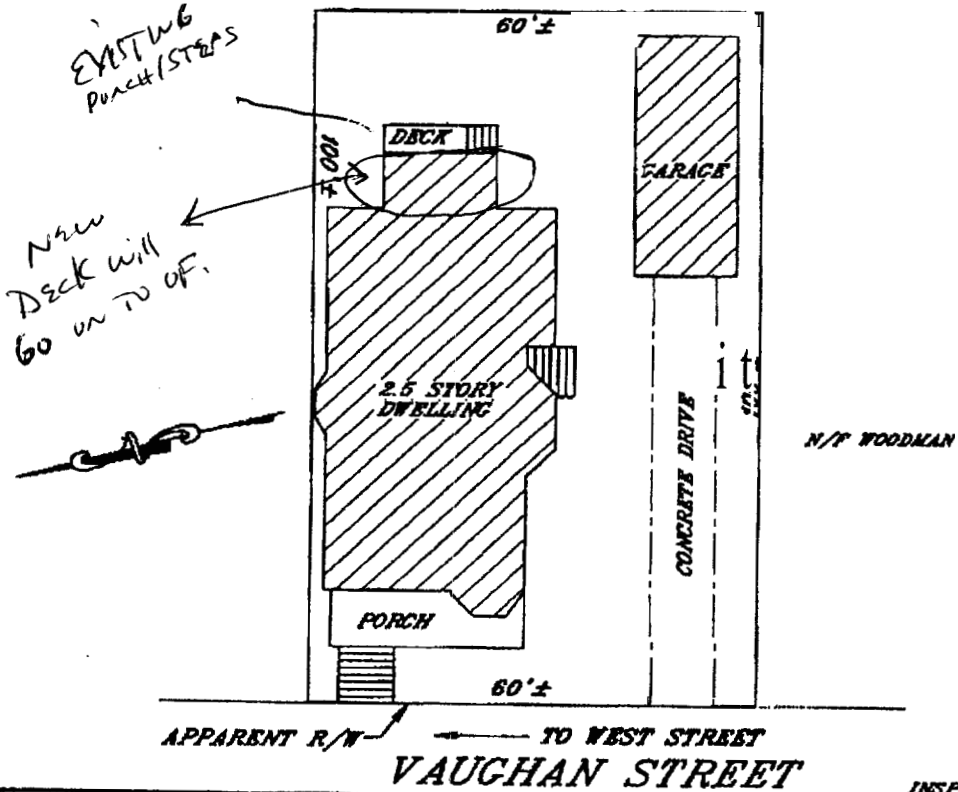 60'±
EXISTING
PORCH/STEPS
DECK
100'±
GARAGE
NEW
DECK will
GO ON TO OF.
2.5 STORY
DWELLING
CONCRETE DRIVE
N/F WOODMAN
PORCH
60'±
APPARENT R/W
TO WEST STREET
VAUGHAN STREET